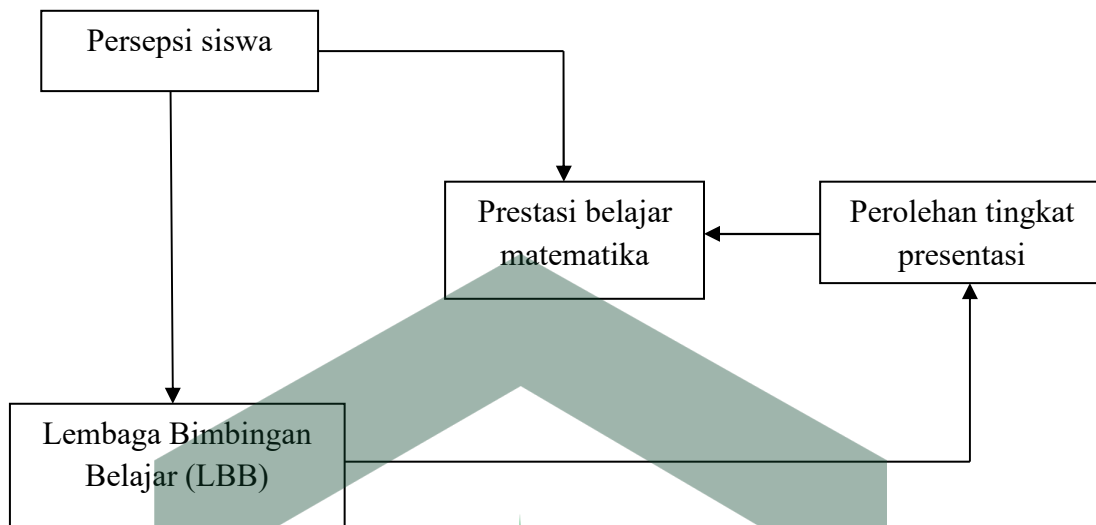 Persepsi siswa
Prestasi belajar
matematika
Perolehan tingkat
presentasi
Lembaga Bimbingan
Belajar (LBB)